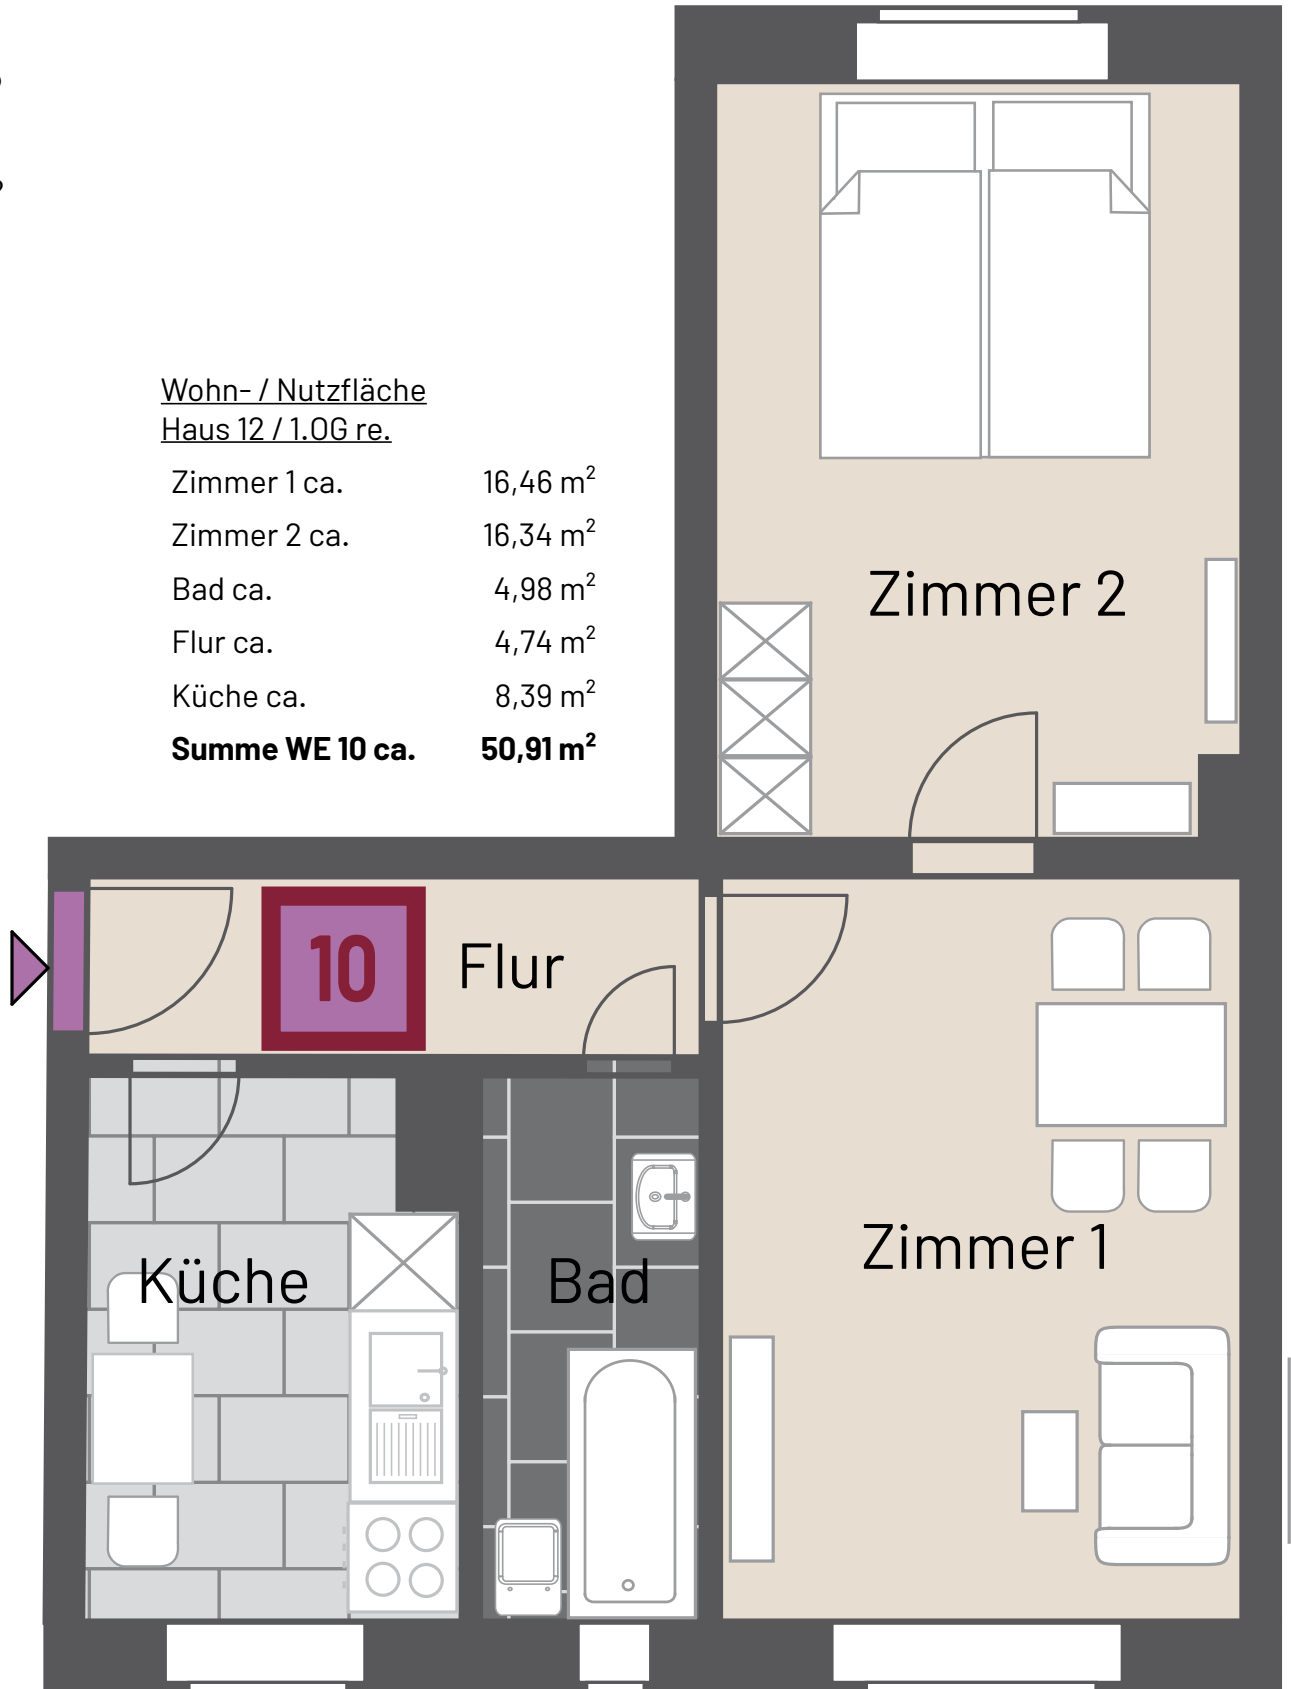 Wohn- / Nutzfläche
Haus 12 / 1.OG re.
Zimmer 1 ca. 16,46 m²
Zimmer 2 ca. 16,34 m²
Bad ca. 4,98 m²
Flur ca. 4,74 m²
Küche ca. 8,39 m²
Summe WE 10 ca. 50,91 m²
Zimmer 2
10
Flur
Zimmer 1
Küche
Bad